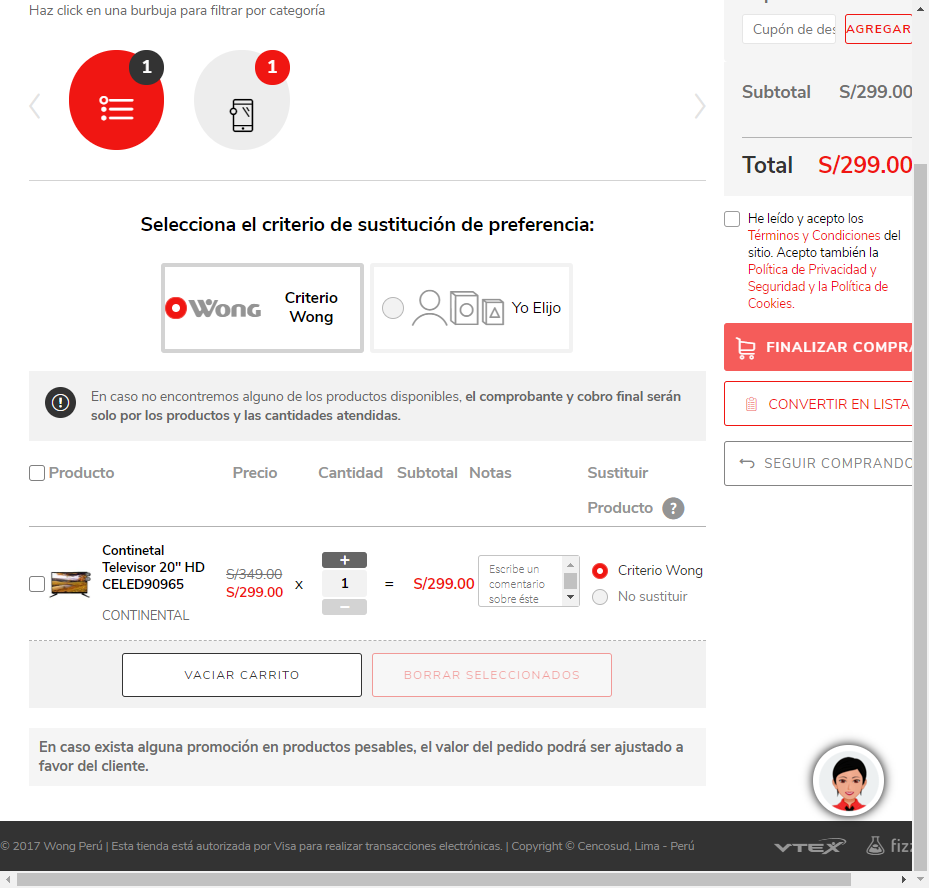 Haz click en una burbuja para filtrar por categoría
1
1
Selecciona el criterio de sustitución de preferencia:
Wong
Criterio
Wong
Yo Elijo
En caso no encontremos alguno de los productos disponibles, el comprobante y cobro final serán
solo por los productos y las cantidades atendidas.
Producto Precio Cantidad Subtotal Notas Sustituir
Producto ?
Continetal
Televisor 20" HD
CELED90965
CONTINENTAL
S/349.00
S/299.00
x
+
1
−
=
S/299.00
Escribe un
comentario
sobre éste
Criterio Wong
No sustituir
VACIAR CARRITO
BORRAR SELECCIONADOS
En caso exista alguna promoción en productos pesables, el valor del pedido podrá ser ajustado a
favor del cliente.
Cupón de des
AGREGAR
Subtotal S/299.00
Total S/299.00
He leído y acepto los
Términos y Condiciones del
sitio. Acepto también la
Política de Privacidad y
Seguridad y la Política de
Cookies.
FINALIZAR COMPRA
CONVERTIR EN LISTA
SEGUIR COMPRANDO
© 2017 Wong Perú | Esta tienda está autorizada por Visa para realizar transacciones electrónicas. | Copyright © Cencosud, Lima - Perú
VTEX
fizz